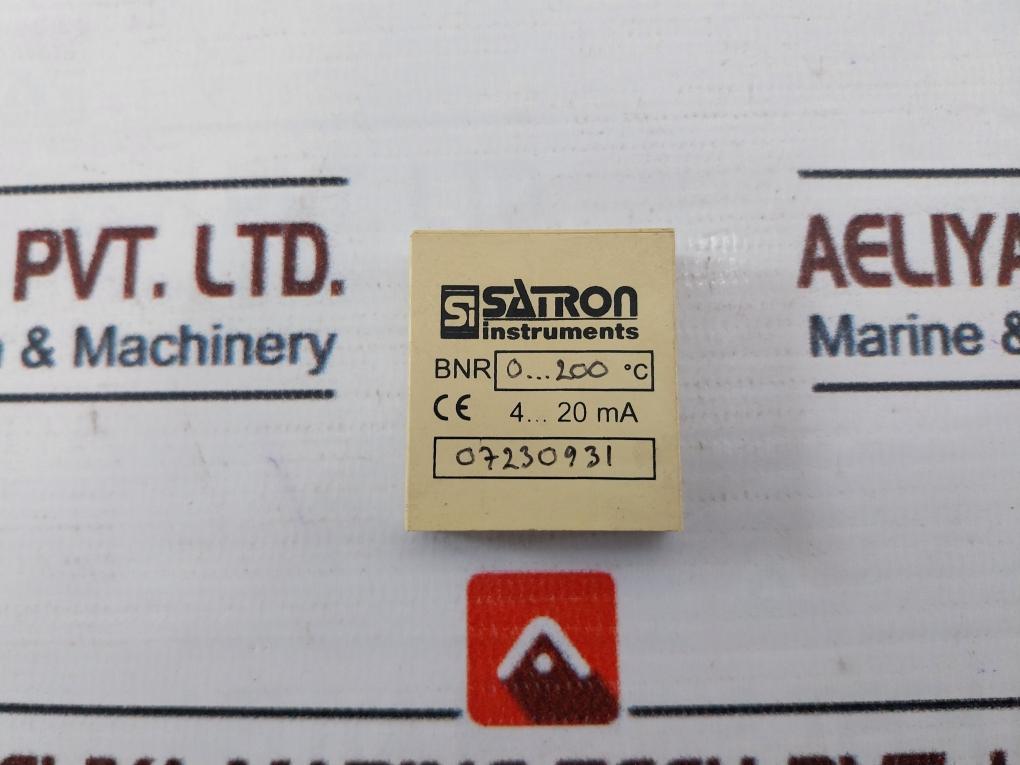 PVT. LTD.
& Machinery
AELIYA
Marine &
Si SATRON
instruments
BNR 0...200 °C
CE 4... 20 mA
07230931